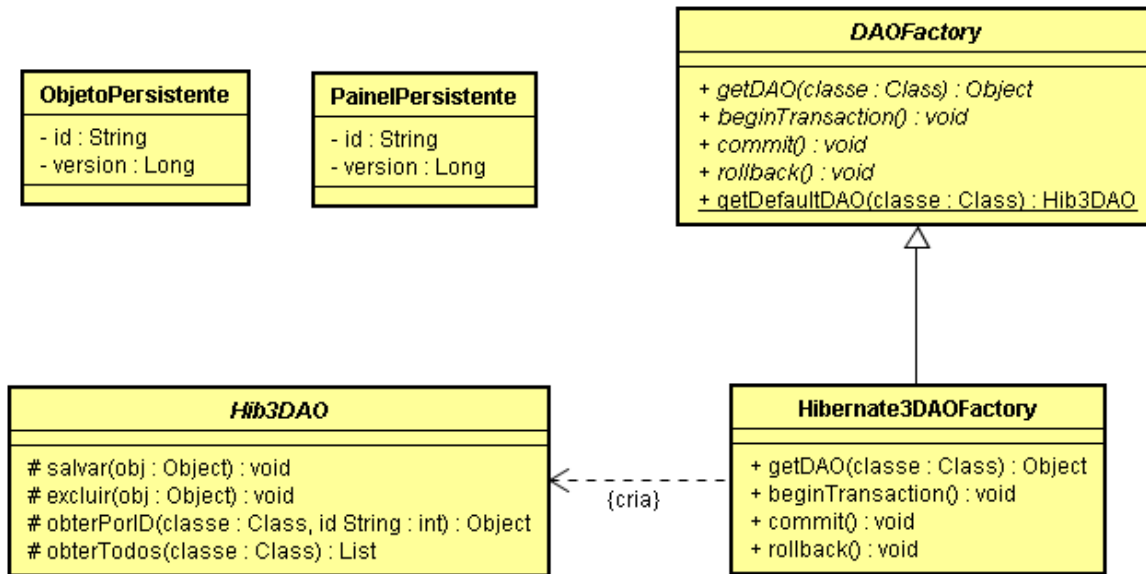 DAOFactory
+ getDAO(classe : Class) : Object
+ beginTransaction() : void
+ commit() : void
+ rollback() : void
+ getDefaultDAO(classe : Class) : Hib3DAO
ObjetoPersistente
- id : String
- version : Long
PainelPersistente
- id : String
- version : Long
Hib3DAO
# salvar(obj : Object) : void
# excluir(obj : Object) : void
# obterPorID(classe : Class, id String : int) : Object
# obterTodos(classe : Class) : List
{cria}
Hibernate3DAOFactory
+ getDAO(classe : Class) : Object
+ beginTransaction() : void
+ commit() : void
+ rollback() : void